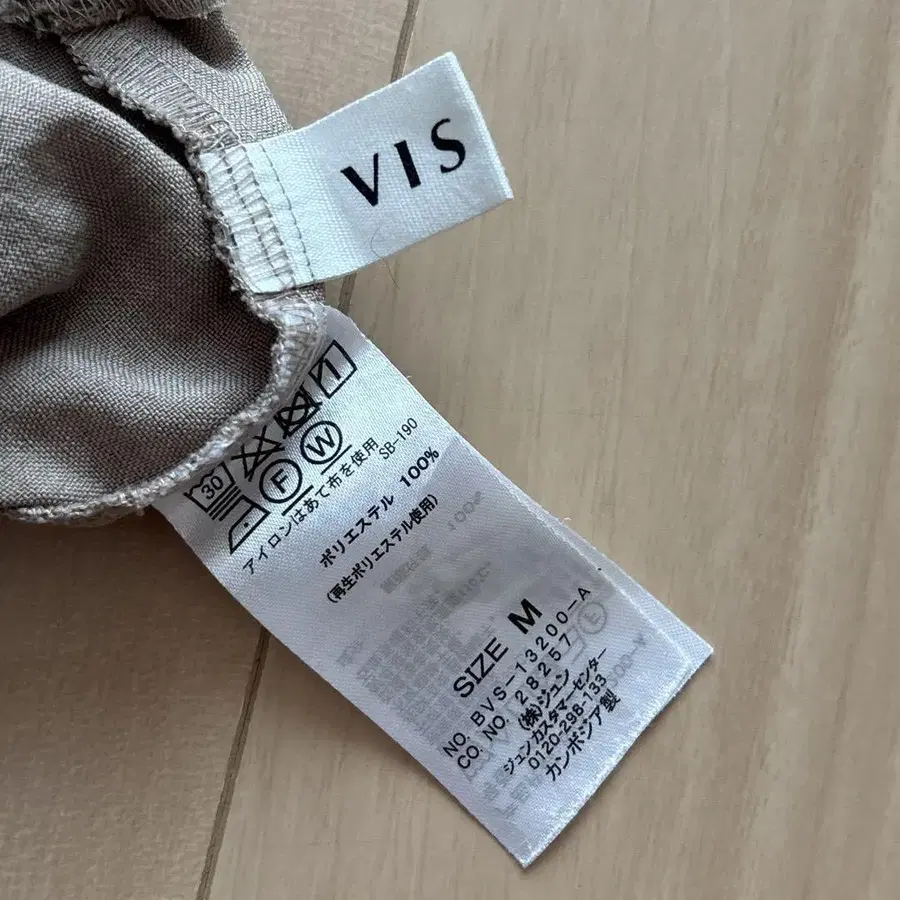 VIS
30
F W
SB-190
アイロンはあて布を使用
ポリエステル 100%
(再生ポリエステル使用)
SIZE M
NO. BVS-13200-A
CO. NO. 28257
(株)ジュン
ジュンカスタマーセンター
0120-298-133
カンボジア製